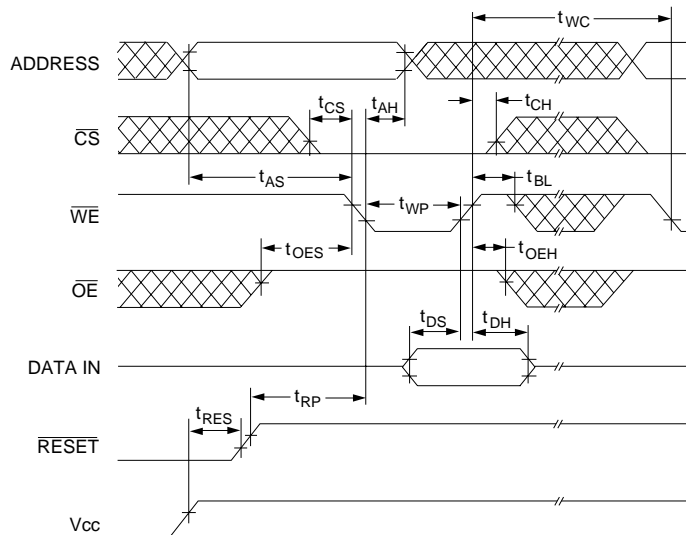 tWC
ADDRESS
tCS tAH tCH
CS
tAS tBL
WE tWP
tOES tOEH
OE
tDS tDH
DATA IN
tRP
tRES
RESET
Vcc